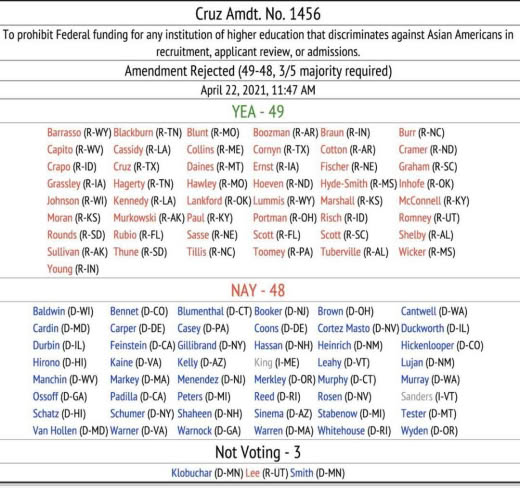 Cruz Amdt. No. 1456
To prohibit Federal funding for any institution of higher education that discriminates against Asian Americans in
recruitment, applicant review, or admissions.
Amendment Rejected (49-48, 3/5 majority required)
April 22, 2021, 11:47 AM
YEA - 49
Barrasso (R-WY) Blackburn (R-TN) Blunt (R-MO) Boozman (R-AR) Braun (R-IN) Burr (R-NC)
Capito (R-WV) Cassidy (R-LA) Collins (R-ME) Cornyn (R-TX) Cotton (R-AR) Cramer (R-ND)
Crapo (R-ID) Cruz (R-TX) Daines (R-MT) Ernst (R-IA) Fischer (R-NE) Graham (R-SC)
Grassley (R-IA) Hagerty (R-TN) Hawley (R-MO) Hoeven (R-ND) Hyde-Smith (R-MS) Inhofe (R-OK)
Johnson (R-WI) Kennedy (R-LA) Lankford (R-OK) Lummis (R-WY) Marshall (R-KS) McConnell (R-KY)
Moran (R-KS) Murkowski (R-AK) Paul (R-KY) Portman (R-OH) Risch (R-ID) Romney (R-UT)
Rounds (R-SD) Rubio (R-FL) Sasse (R-NE) Scott (R-FL) Scott (R-SC) Shelby (R-AL)
Sullivan (R-AK) Thune (R-SD) Tillis (R-NC) Toomey (R-PA) Tuberville (R-AL) Wicker (R-MS)
Young (R-IN)
NAY - 48
Baldwin (D-WI) Bennet (D-CO) Blumenthal (D-CT) Booker (D-NJ) Brown (D-OH) Cantwell (D-WA)
Cardin (D-MD) Carper (D-DE) Casey (D-PA) Coons (D-DE) Cortez Masto (D-NV) Duckworth (D-IL)
Durbin (D-IL) Feinstein (D-CA) Gillibrand (D-NY) Hassan (D-NH) Heinrich (D-NM) Hickenlooper (D-CO)
Hirono (D-HI) Kaine (D-VA) Kelly (D-AZ) King (I-ME) Leahy (D-VT) Lujan (D-NM)
Manchin (D-WV) Markey (D-MA) Menendez (D-NJ) Merkley (D-OR) Murphy (D-CT) Murray (D-WA)
Ossoff (D-GA) Padilla (D-CA) Peters (D-MI) Reed (D-RI) Rosen (D-NV) Sanders (I-VT)
Schatz (D-HI) Schumer (D-NY) Shaheen (D-NH) Sinema (D-AZ) Stabenow (D-MI) Tester (D-MT)
Van Hollen (D-MD) Warner (D-VA) Warnock (D-GA) Warren (D-MA) Whitehouse (D-RI) Wyden (D-OR)
Not Voting - 3
Klobuchar (D-MN) Lee (R-UT) Smith (D-MN)